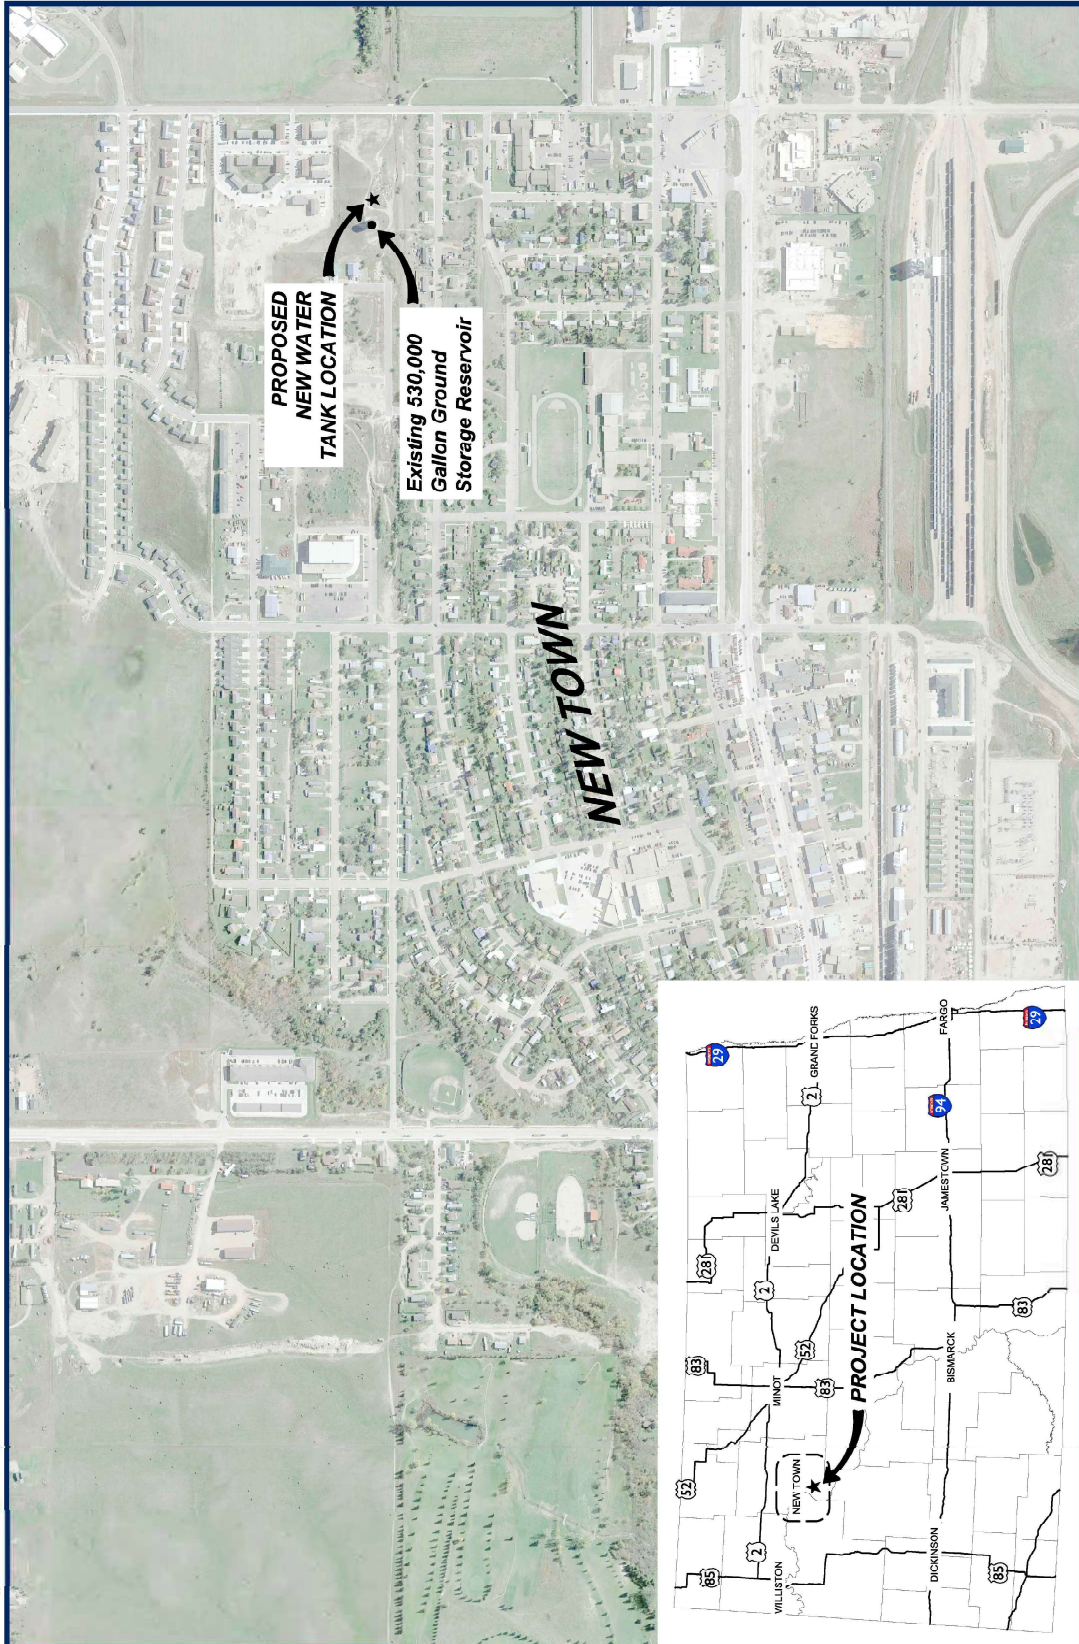 PROPOSED
NEW WATER
TANK LOCATION
Existing 530,000
Gallon Ground
Storage Reservoir
NEW TOWN
52
83
281
29
85
2
2
2
WILLISTON
MINOT
DEVILS LAKE
GRAND FORKS
NEW TOWN
52
83
PROJECT LOCATION
281
94
DICKINSON
BISMARCK
JAMESTOWN
FARGO
85
83
281
29